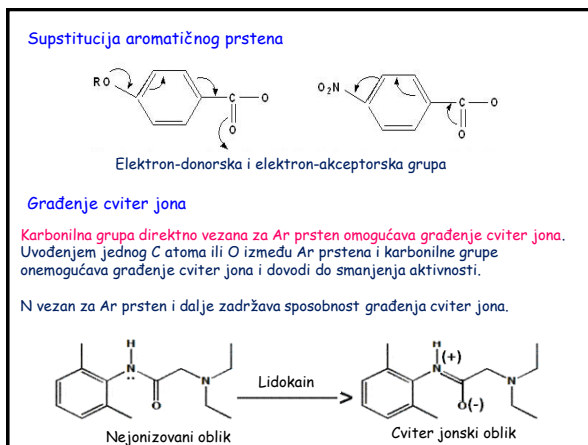 Supstitucija aromatičnog prstena
RO C O
O
O₂N C O
O
Elektron-donorska i elektron-akceptorska grupa
Građenje cviter jona
Karbonilna grupa direktno vezana za Ar prsten omogućava građenje cviter jona.
Uvođenjem jednog C atoma ili O između Ar prstena i karbonilne grupe
onemogućava građenje cviter jona i dovodi do smanjenja aktivnosti.
N vezan za Ar prsten i dalje zadržava sposobnost građenja cviter jona.
H
N
N
O
Nejonizovani oblik
Lidokain
H
N (+)
N
O(-)
Cviter jonski oblik